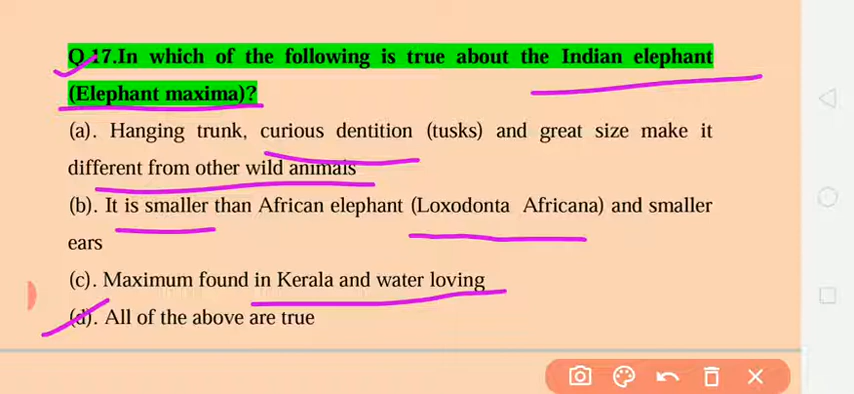 Q.17.In which of the following is true about the Indian elephant
(Elephant maxima)?
(a). Hanging trunk, curious dentition (tusks) and great size make it
different from other wild animals
(b). It is smaller than African elephant (Loxodonta Africana) and smaller
ears
(c). Maximum found in Kerala and water loving
(d). All of the above are true